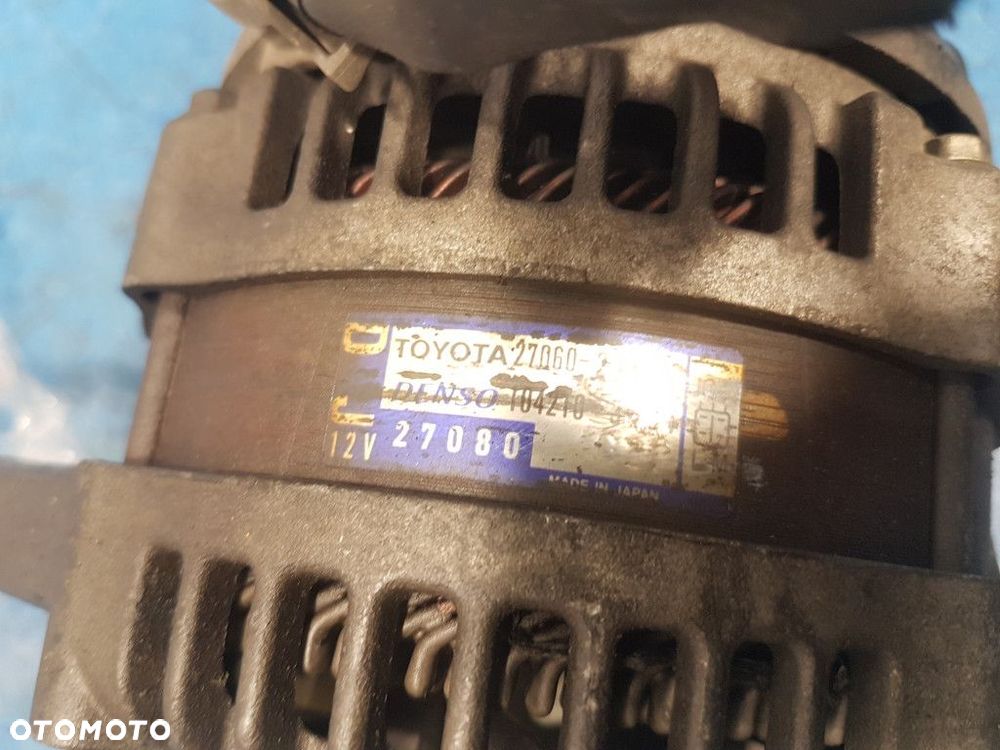 TOYOTA 27060-
DENSO 104210
12V 27080
MADE IN JAPAN
OTOMOTO